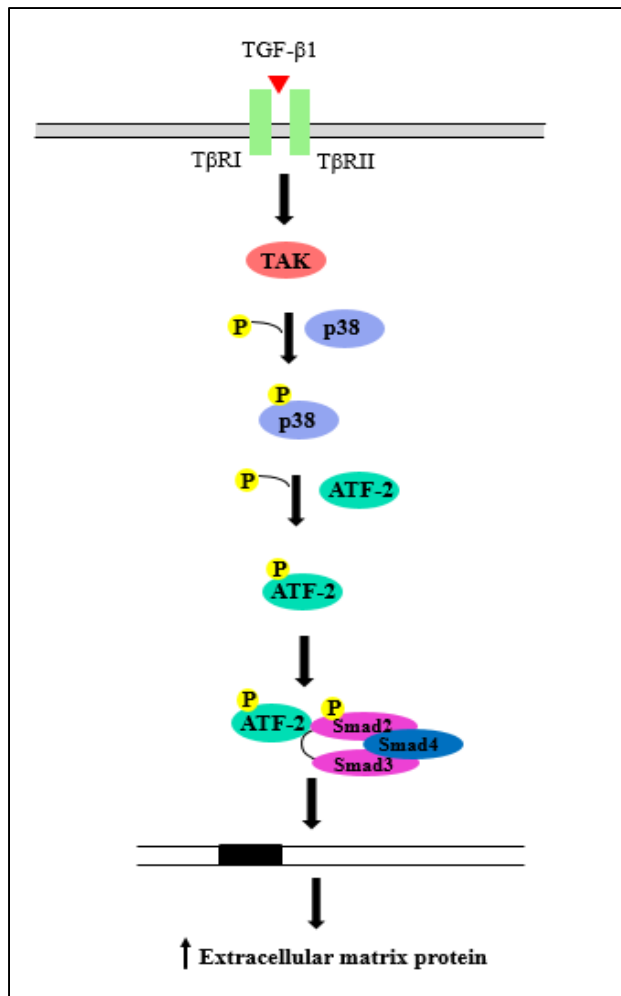 TGF-β1
TβRI
TβRII
TAK
P
p38
P
p38
P
ATF-2
P
ATF-2
P
ATF-2
P
Smad2
Smad4
Smad3
↑ Extracellular matrix protein